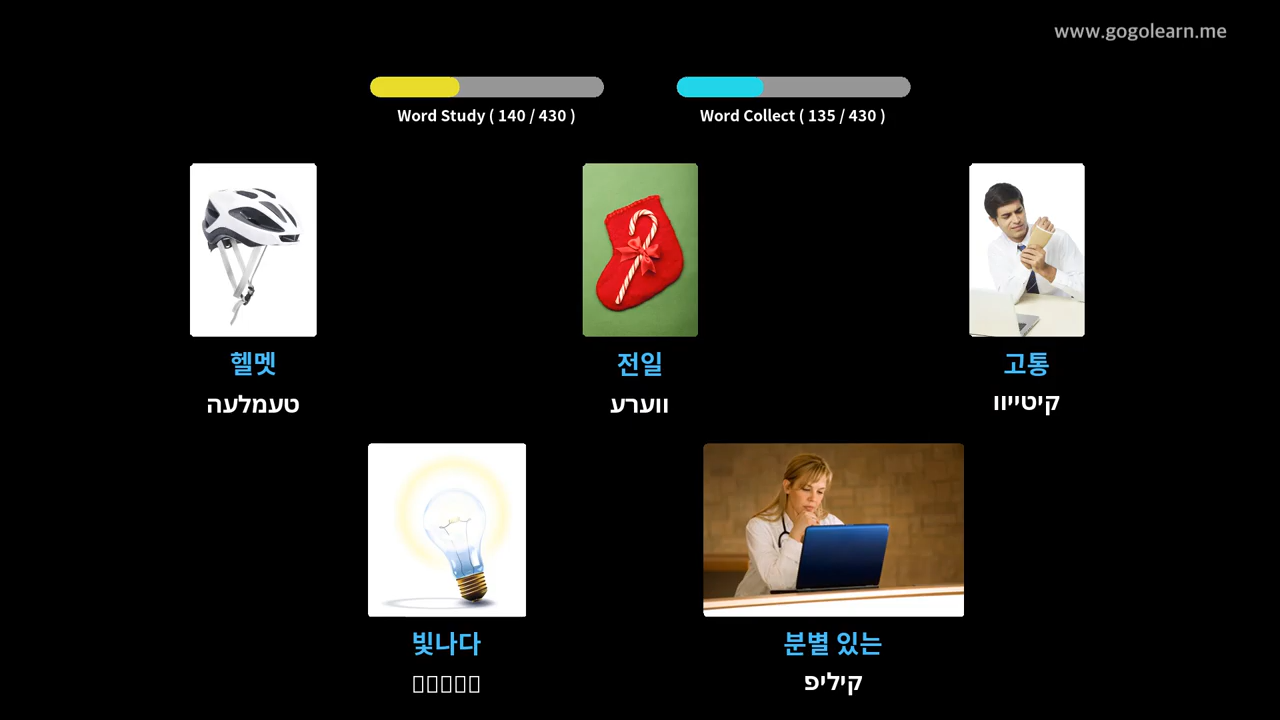 www.gogolearn.me
Word Study ( 140 / 430 )
Word Collect ( 135 / 430 )
헬멧
טעמלעה
전일
ווערע
고통
קיטייוו
빛나다
분별 있는
קיליפ